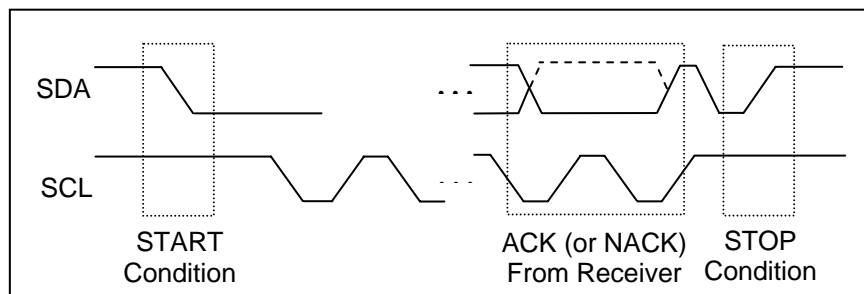 SDA
...
SCL
...
START
Condition
ACK (or NACK)
From Receiver
STOP
Condition